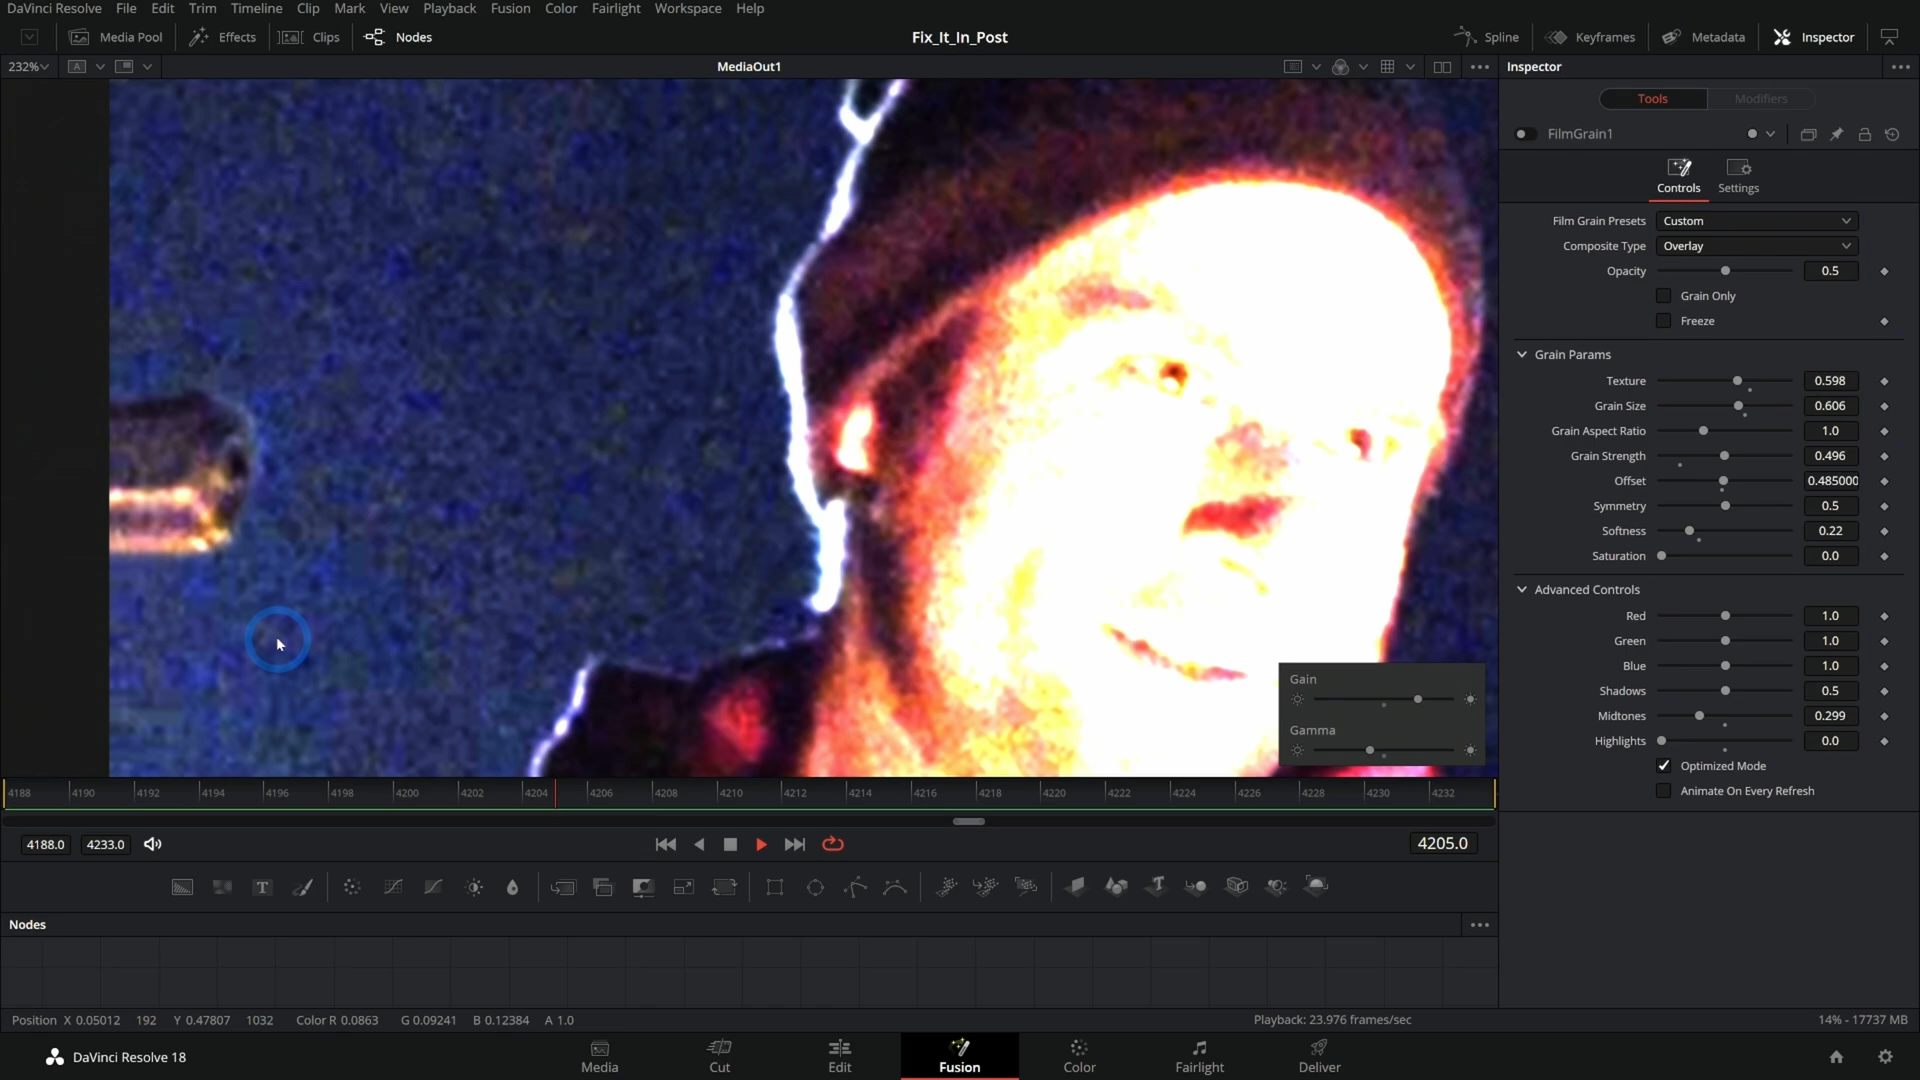 DaVinci Resolve File Edit Trim Timeline Clip Mark View Playback Fusion Color Fairlight Workspace Help
Media Pool Effects Clips Nodes Fix_It_In_Post Spline Keyframes Metadata Inspector
232% A MediaOut1 Inspector
Tools Modifiers
FilmGrain1
Controls Settings
Film Grain Presets Custom
Composite Type Overlay
Opacity 0.5
Grain Only
Freeze
Grain Params
Texture 0.598
Grain Size 0.606
Grain Aspect Ratio 1.0
Grain Strength 0.496
Offset 0.485000
Symmetry 0.5
Softness 0.22
Saturation 0.0
Advanced Controls
Red 1.0
Green 1.0
Blue 1.0
Shadows 0.5
Midtones 0.299
Highlights 0.0
Optimized Mode
Animate On Every Refresh
Gain
Gamma
4188 4190 4192 4194 4196 4198 4200 4202 4204 4206 4208 4210 4212 4214 4216 4218 4220 4222 4224 4226 4228 4230 4232
4188.0 4233.0 4205.0
T
Nodes
Position X 0.05012 192 Y 0.47807 1032 Color R 0.0863 G 0.09241 B 0.12384 A 1.0 Playback: 23.976 frames/sec 14% - 17737 MB
DaVinci Resolve 18 Media Cut Edit Fusion Color Fairlight Deliver